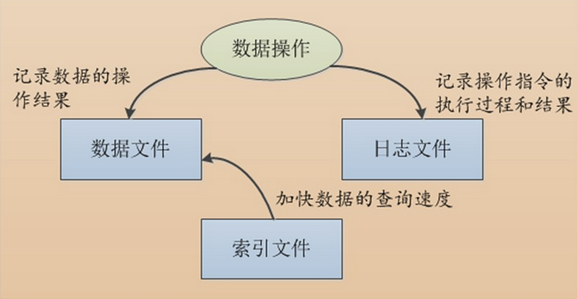 数据操作
记录数据的操
作结果
记录操作指令的
执行过程和结果
数据文件
日志文件
加快数据的查询速度
索引文件